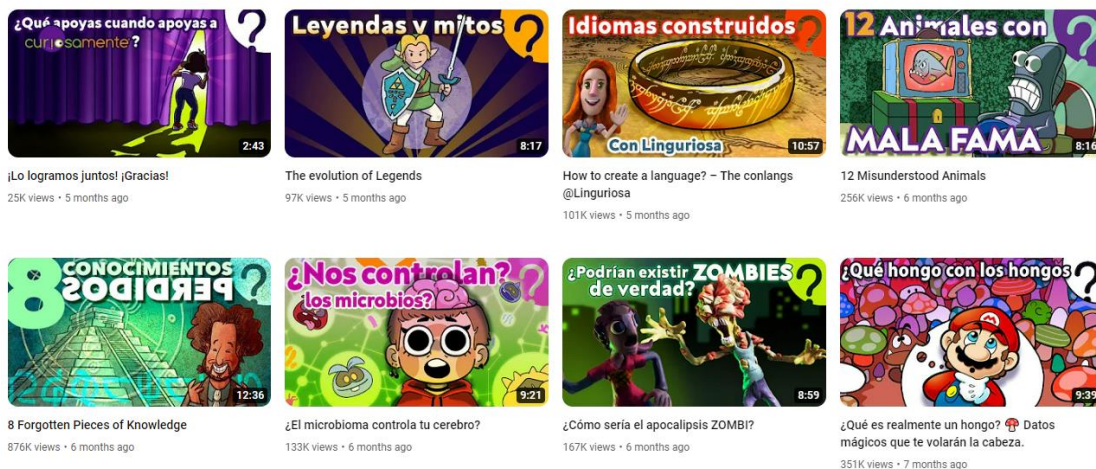 ¿Qué apoyas cuando apoyas a
curiosamente?
?
2:43
¡Lo logramos juntos! ¡Gracias!
25K views • 5 months ago
Leyendas y mitos
?
8:17
The evolution of Legends
97K views • 5 months ago
Idiomas construidos
?
Con Linguriosa
10:57
How to create a language? – The conlangs
@Linguriosa
101K views • 5 months ago
12 Animales con
?
MALA FAMA
8:16
12 Misunderstood Animals
256K views • 6 months ago
8
CONOCIMIENTOS
PERDIDOS
?
12:36
8 Forgotten Pieces of Knowledge
876K views • 6 months ago
¿Nos controlan?
los microbios?
?
9:21
¿El microbioma controla tu cerebro?
133K views • 6 months ago
¿Podrían existir ZOMBIES
de verdad?
?
8:59
¿Cómo sería el apocalipsis ZOMBI?
167K views • 6 months ago
¿Qué hongo con los hongos
?
M
9:39
¿Qué es realmente un hongo? 🍄 Datos
mágicos que te volarán la cabeza.
351K views • 7 months ago